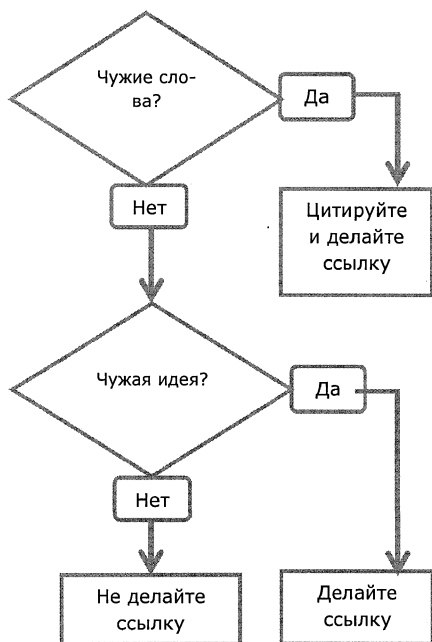 Чужие сло-
ва?
Да
Нет
Цитируйте
и делайте
ссылку
Чужая идея?
Да
Нет
Не делайте
ссылку
Делайте
ссылку